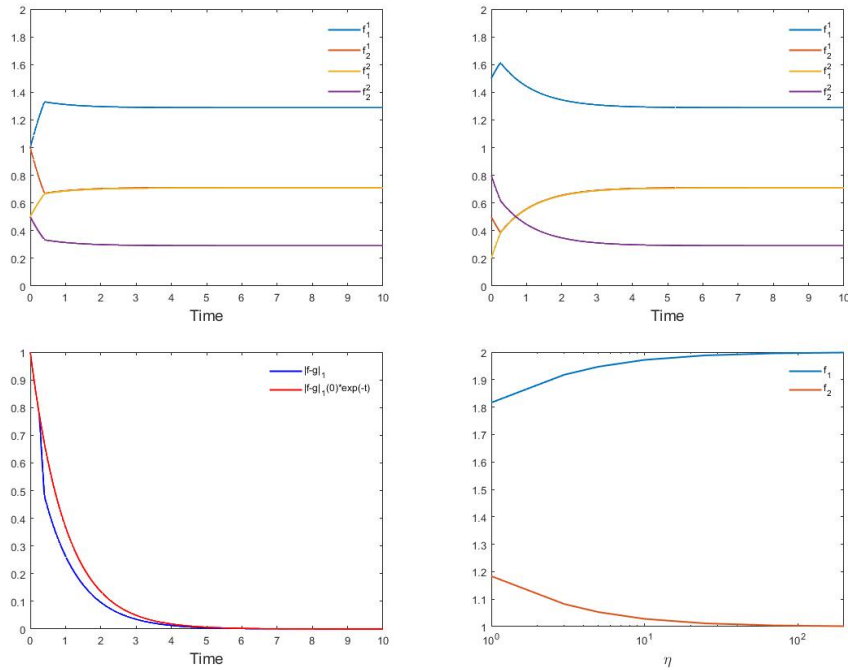 2
1.8
1.6
1.4
1.2
1
0.8
0.6
0.4
0.2
0
0 1 2 3 4 5 6 7 8 9 10
Time
f₁¹
f₂¹
f₁²
f₂²
2
1.8
1.6
1.4
1.2
1
0.8
0.6
0.4
0.2
0
0 1 2 3 4 5 6 7 8 9 10
Time
f₁¹
f₂¹
f₁²
f₂²
1
0.9
0.8
0.7
0.6
0.5
0.4
0.3
0.2
0.1
0
0 1 2 3 4 5 6 7 8 9 10
Time
|f-g|₁
|f-g|₁(0)*exp(-t)
2
1.9
1.8
1.7
1.6
1.5
1.4
1.3
1.2
1.1
1
10⁰ 10¹ 10²
η
f₁
f₂